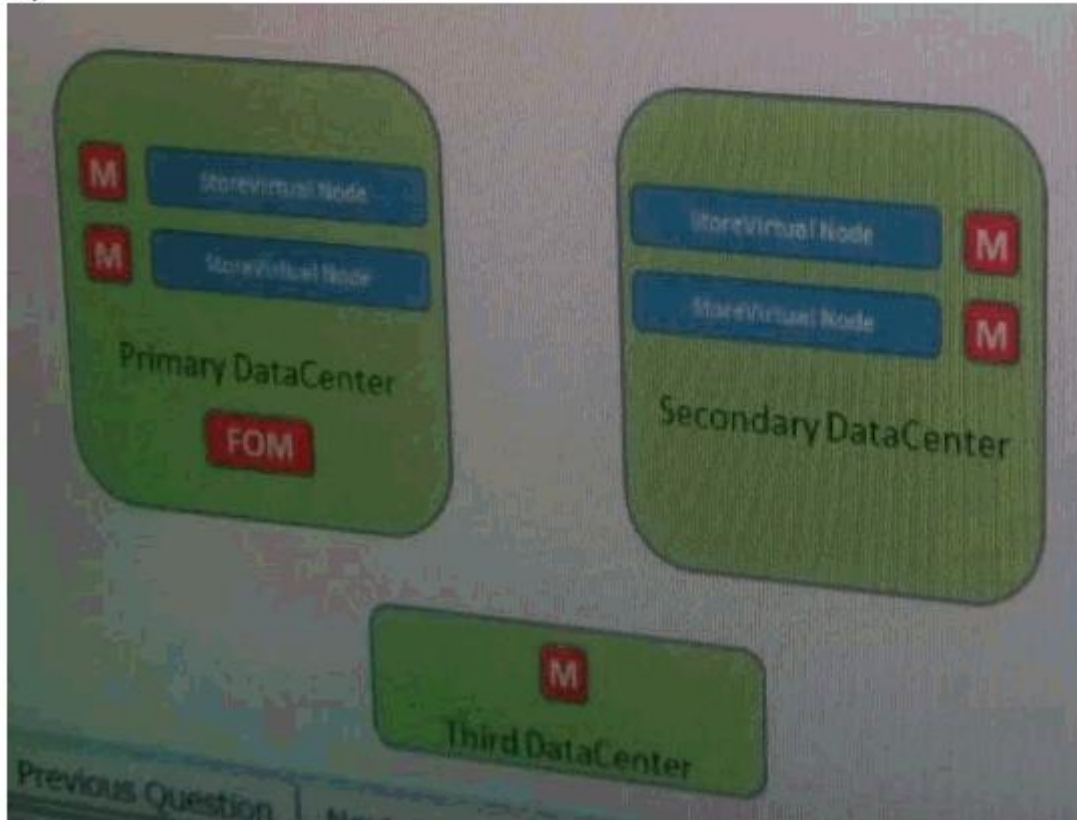 M StoreVirtual Node
M StoreVirtual Node
Primary DataCenter
FOM
StoreVirtual Node M
StoreVirtual Node M
Secondary DataCenter
M
Third DataCenter
Previous Question